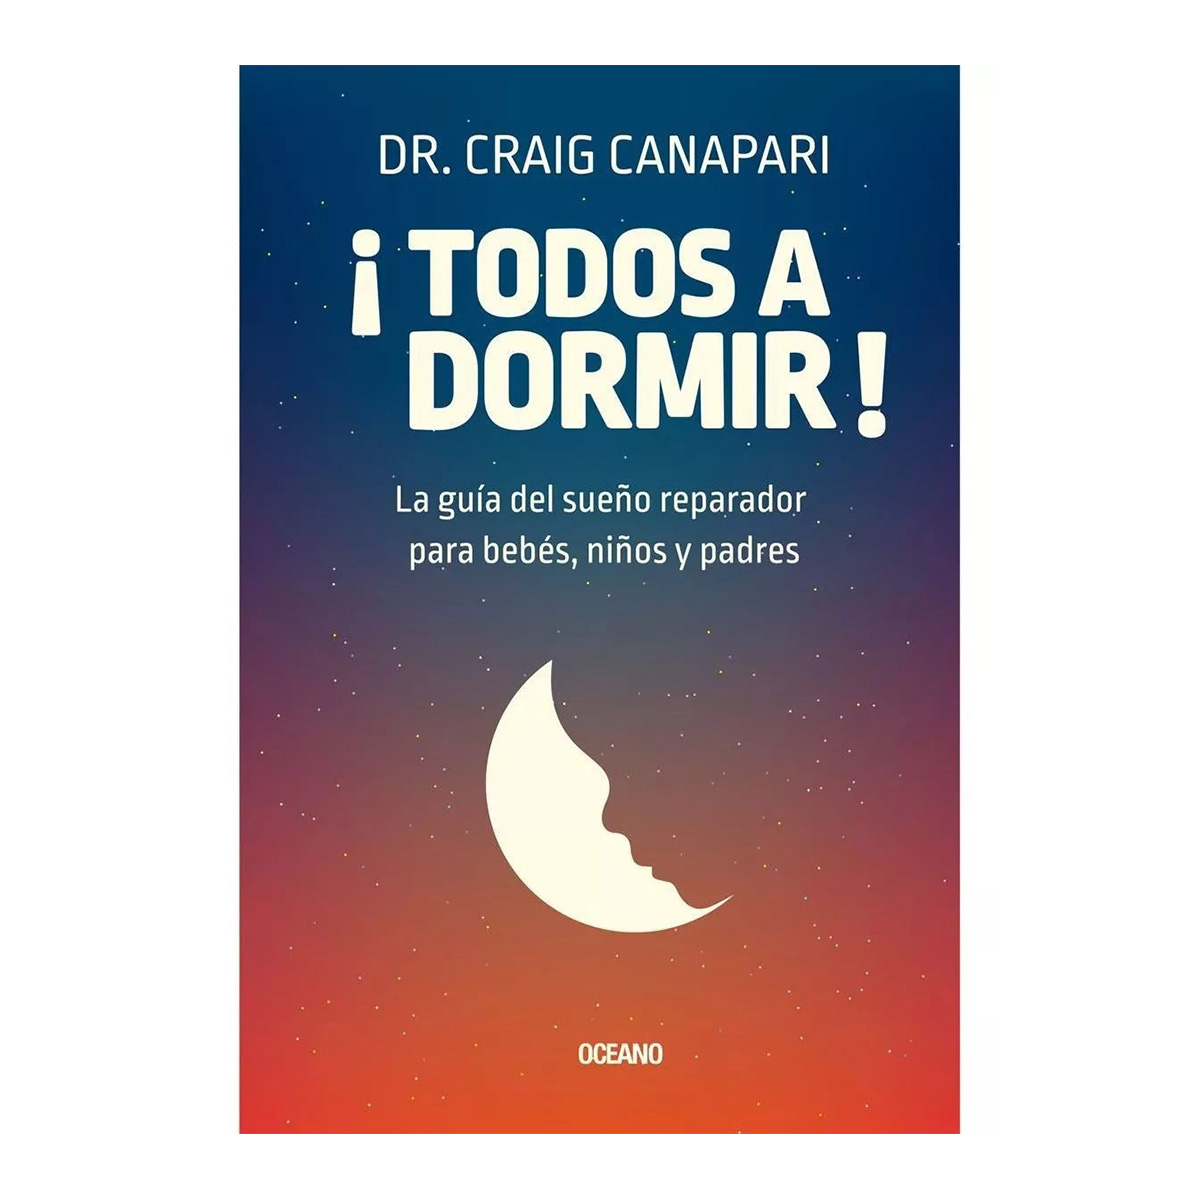 DR. CRAIG CANAPARI
¡TODOS A
DORMIR!
La guía del sueño reparador
para bebés, niños y padres
OCEANO